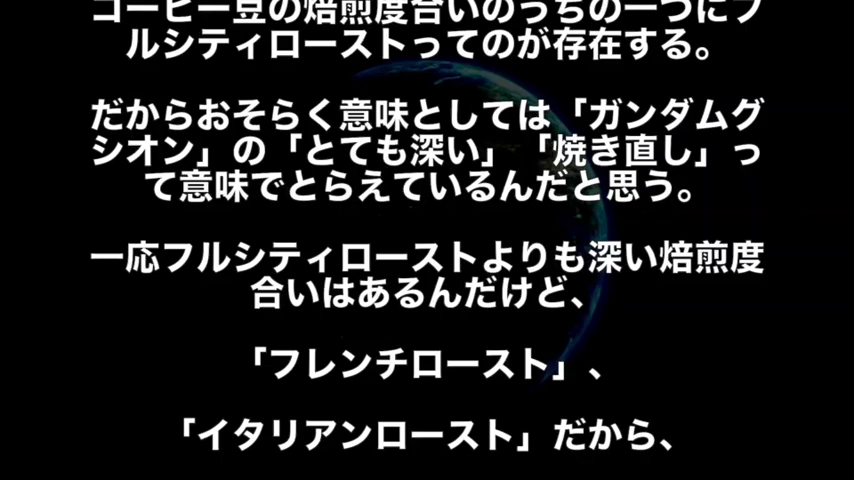 コーヒー豆の焙煎度合いのうちの一つにフ
ルシティローストってのが存在する。
だからおそらく意味としては「ガンダムグ
シオン」の「とても深い」「焼き直し」っ
て意味でとらえているんだと思う。
一応フルシティローストよりも深い焙煎度
合いはあるんだけど、
「フレンチロースト」、
「イタリアンロースト」だから、